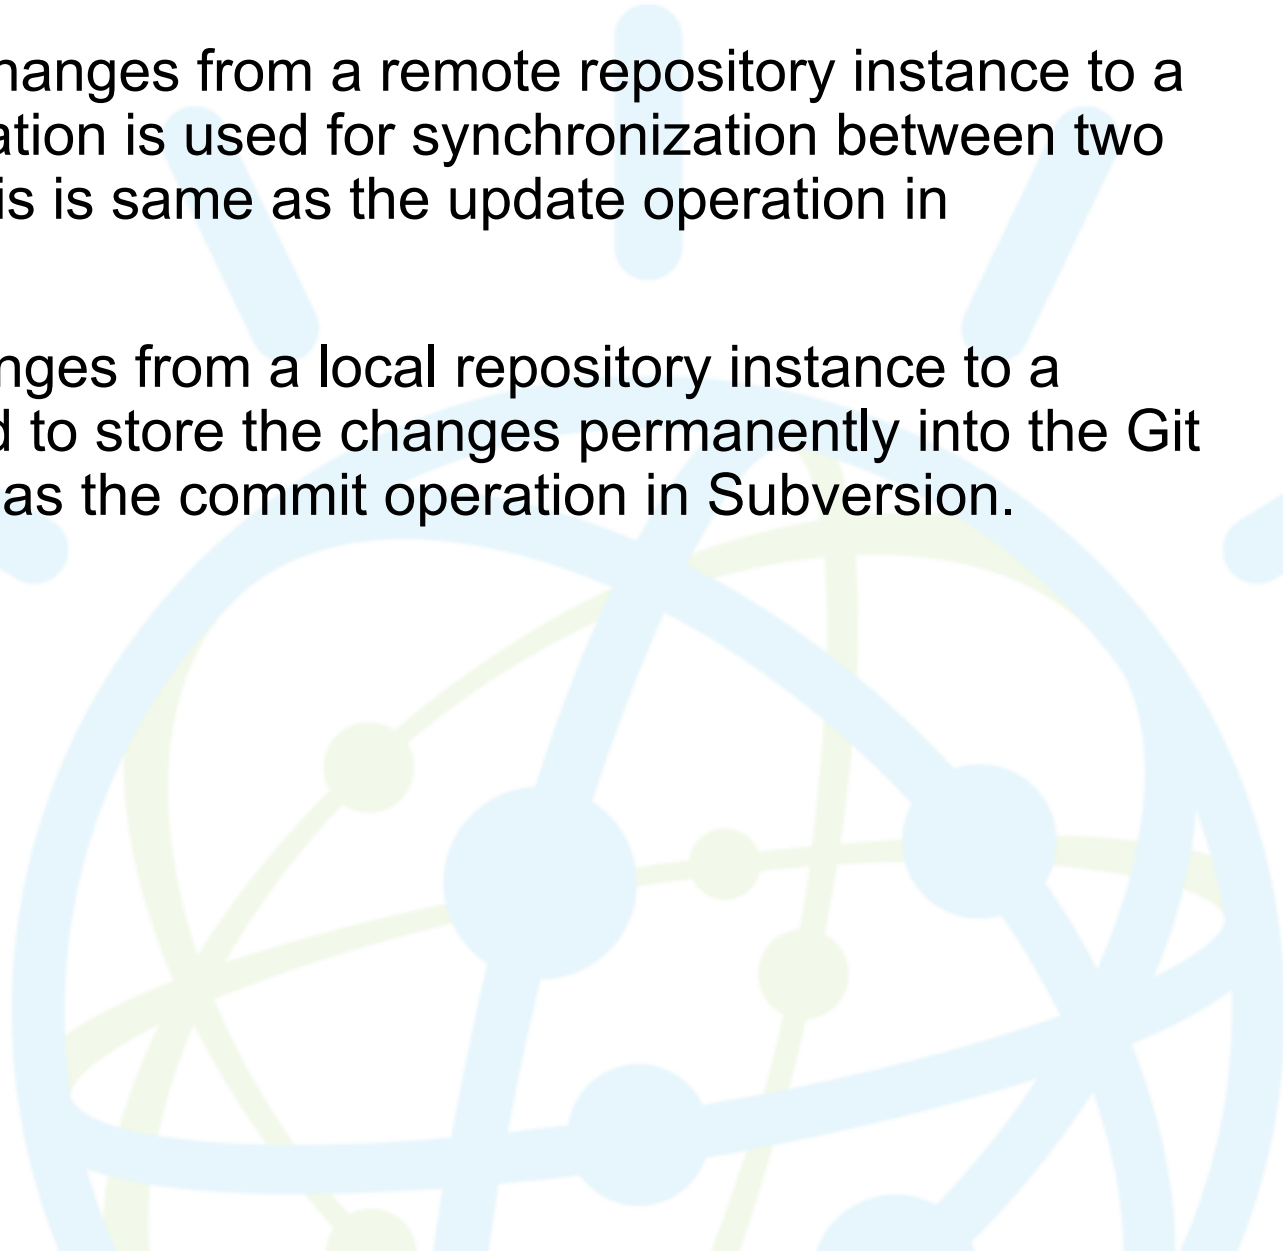 hanges from a remote repository instance to a
ation is used for synchronization between two
is is same as the update operation in
nges from a local repository instance to a
d to store the changes permanently into the Git
as the commit operation in Subversion.